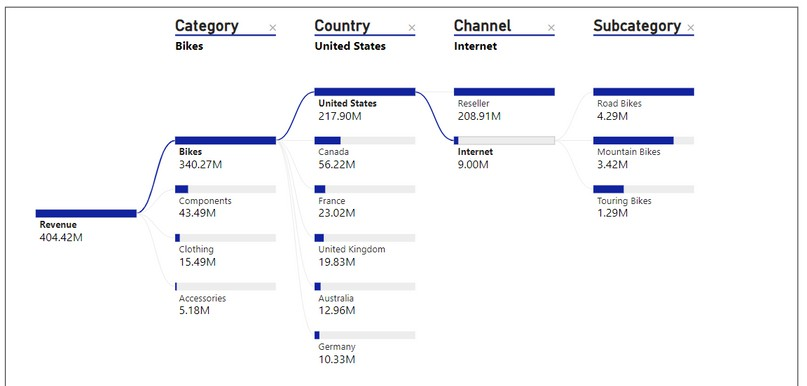 Category × Country × Channel × Subcategory ×
Bikes United States Internet
United States
217.90M
Reseller
208.91M
Road Bikes
4.29M
Bikes
340.27M
Canada
56.22M
Internet
9.00M
Mountain Bikes
3.42M
Components
43.49M
France
23.02M
Touring Bikes
1.29M
Revenue
404.42M
Clothing
15.49M
United Kingdom
19.83M
Accessories
5.18M
Australia
12.96M
Germany
10.33M